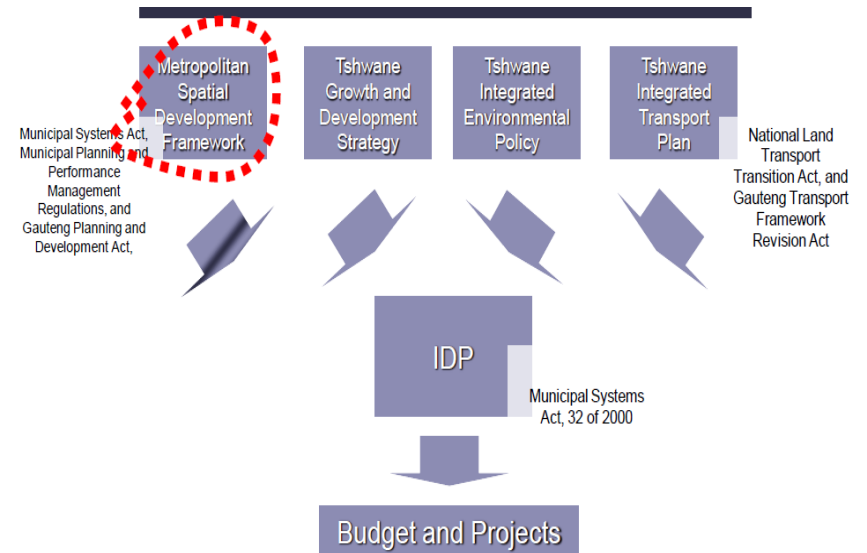 Metropolitan
Spatial
Development
Framework
Tshwane
Growth and
Development
Strategy
Tshwane
Integrated
Environmental
Policy
Tshwane
Integrated
Transport
Plan
Municipal Systems Act,
Municipal Planning and
Performance
Management
Regulations, and
Gauteng Planning and
Development Act,
National Land
Transport
Transition Act, and
Gauteng Transport
Framework
Revision Act
IDP
Municipal Systems
Act, 32 of 2000
Budget and Projects